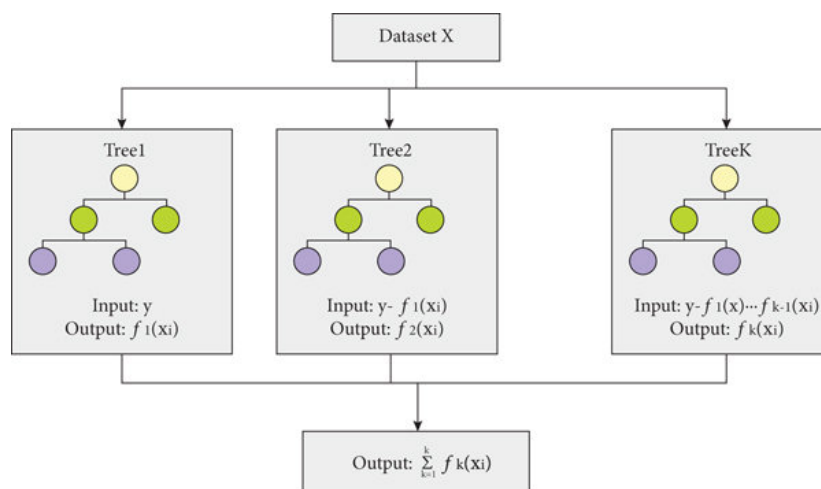 Dataset X
Tree1
Input: y
Output: f 1(xi)
Tree2
Input: y- f 1(xi)
Output: f 2(xi)
TreeK
Input: y-f 1(x)···f k-1(xi)
Output: f k(xi)
Output: k∑k=1 f k(xi)